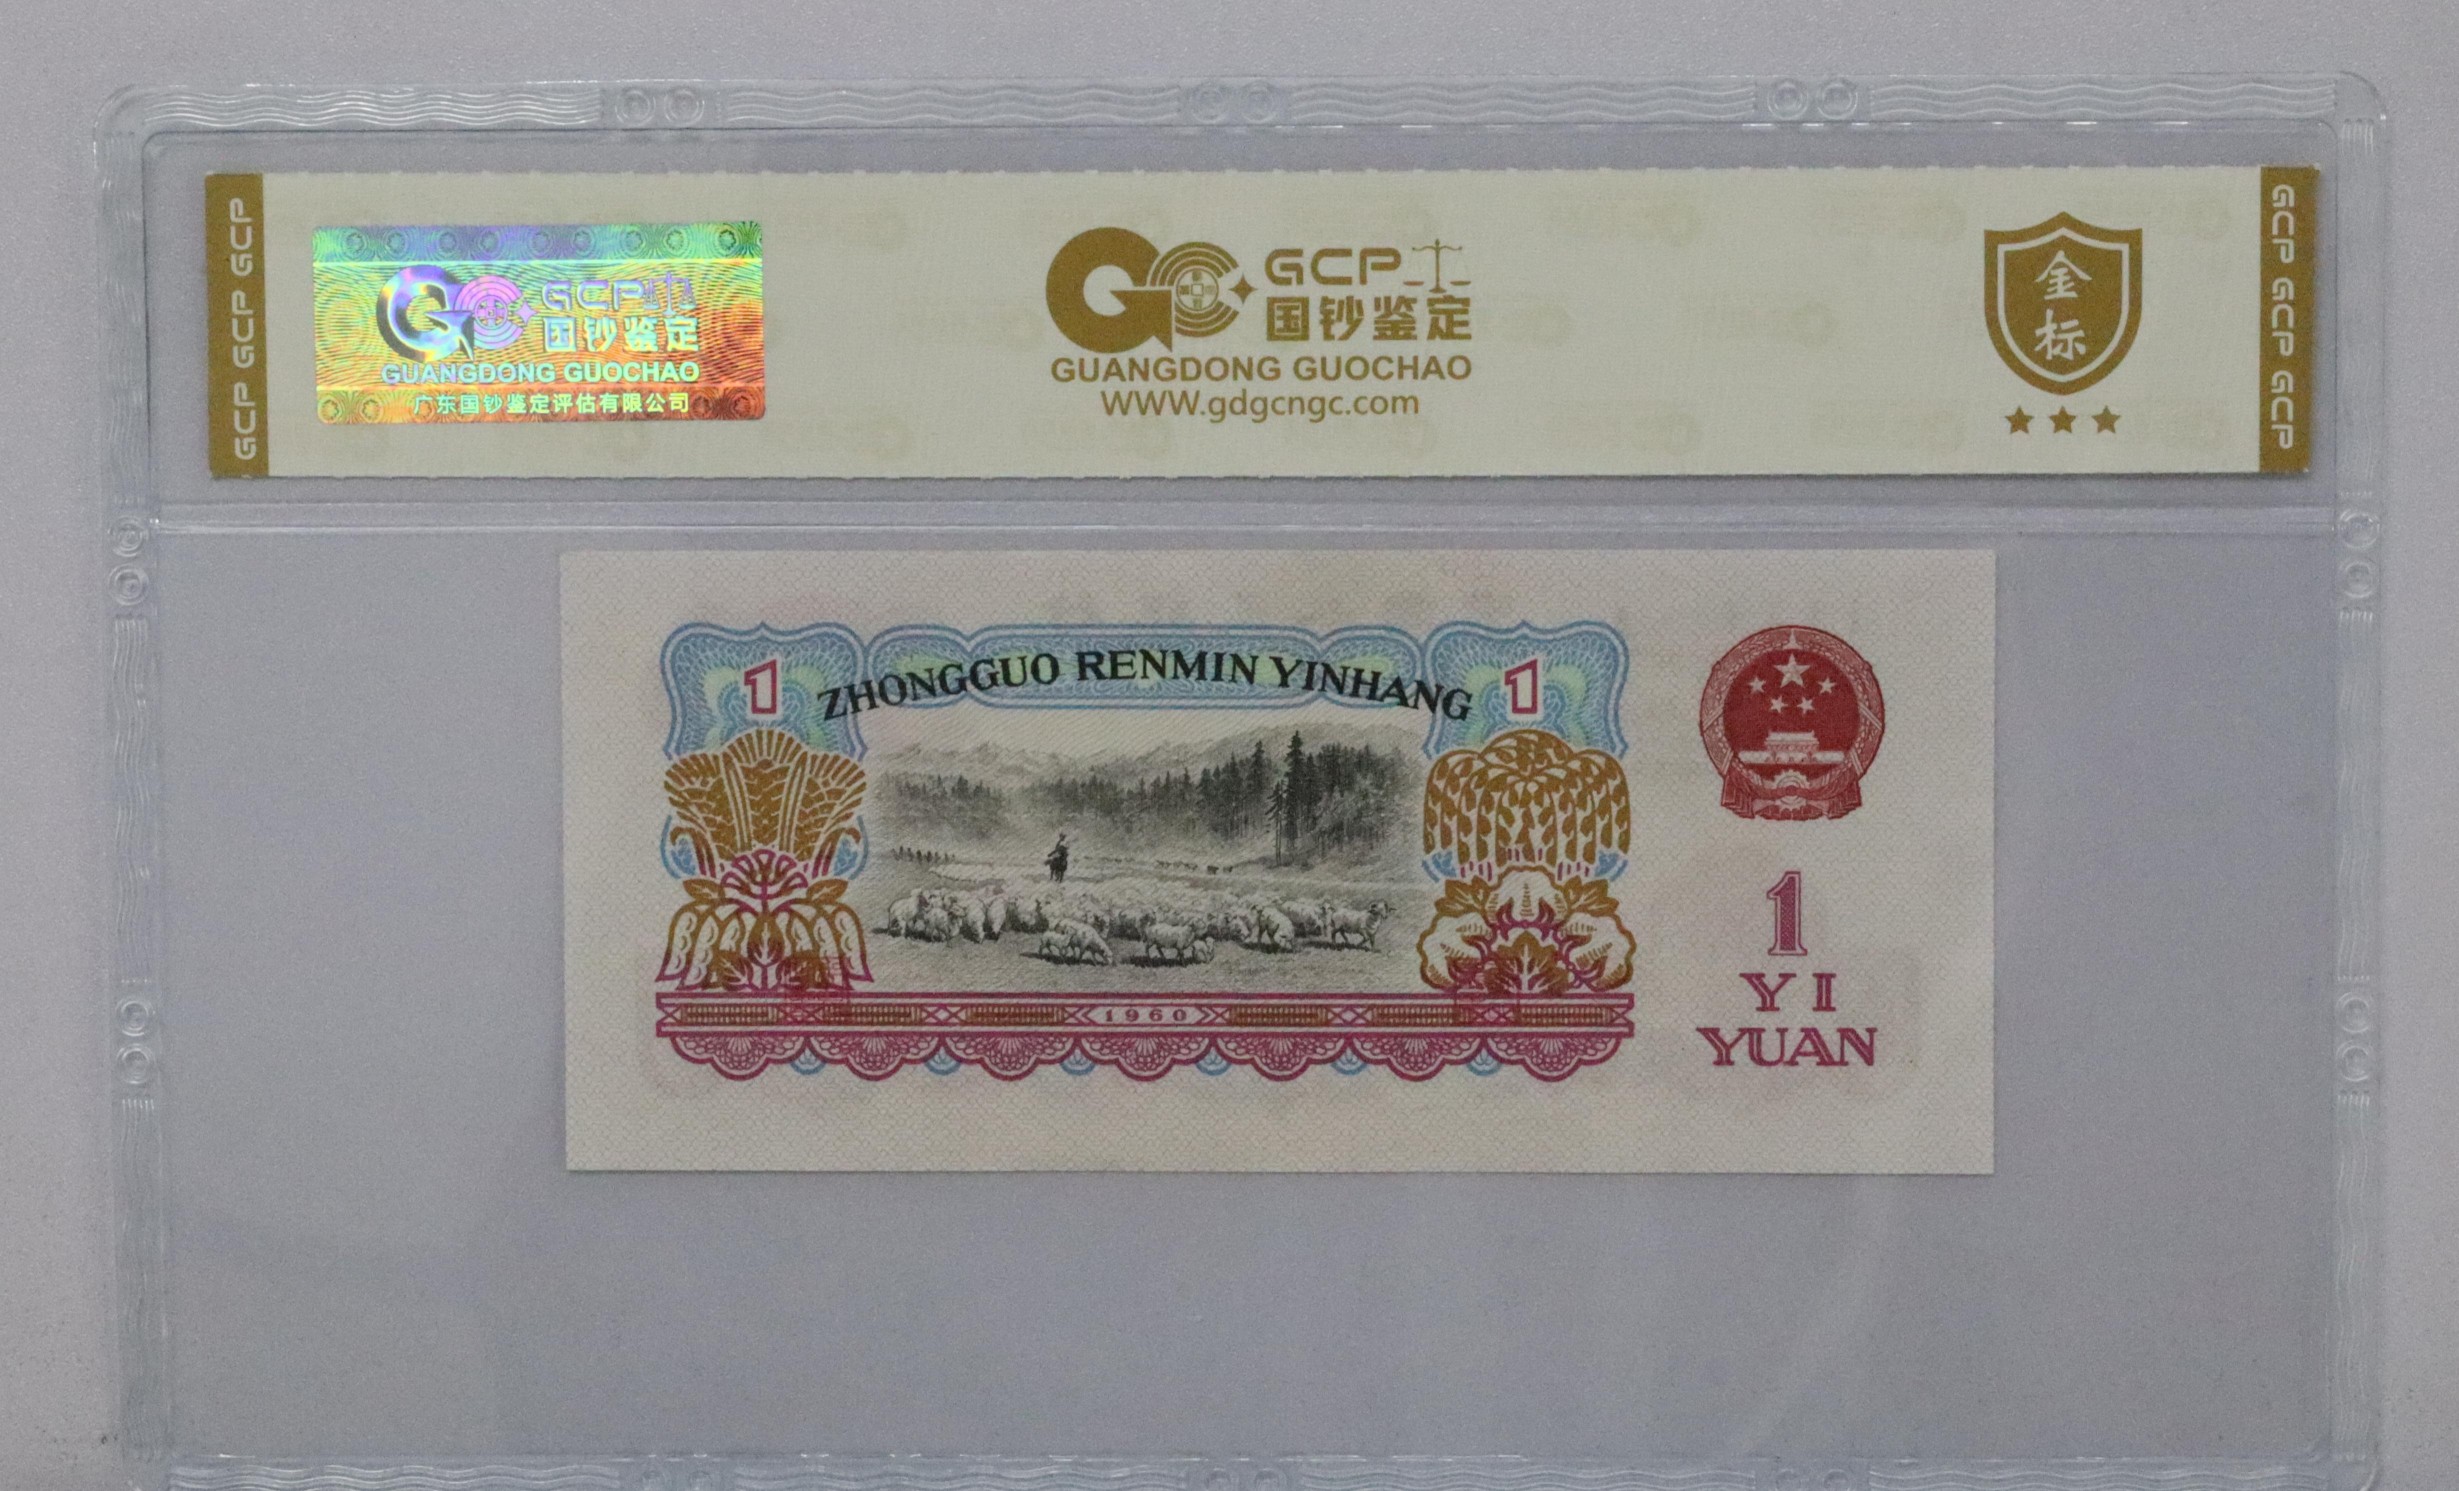 GCP GCP GCP
GCP
国钞鉴定
GUANGDONG GUOCHAO
广东国钞鉴定评估有限公司
GCP
国钞鉴定
GUANGDONG GUOCHAO
www.gdgcngc.com
金
标
GCP GCP GCP
1
ZHONGGUO RENMIN YINHANG
1
1960
1
YI
YUAN